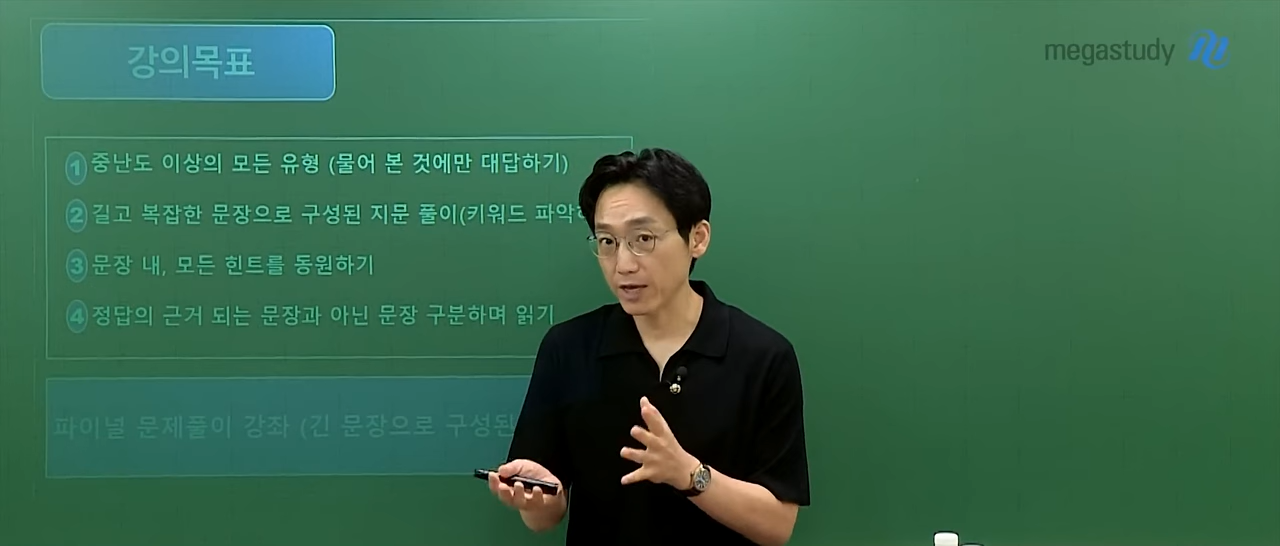 강의목표
megastudy
1 중난도 이상의 모든 유형 (물어 본 것에만 대답하기)
2 길고 복잡한 문장으로 구성된 지문 풀이(키워드 파악
3 문장 내, 모든 힌트를 동원하기
4 정답의 근거 되는 문장과 아닌 문장 구분하며 읽기
파이널 문제풀이 강좌 (긴 문장으로 구성된